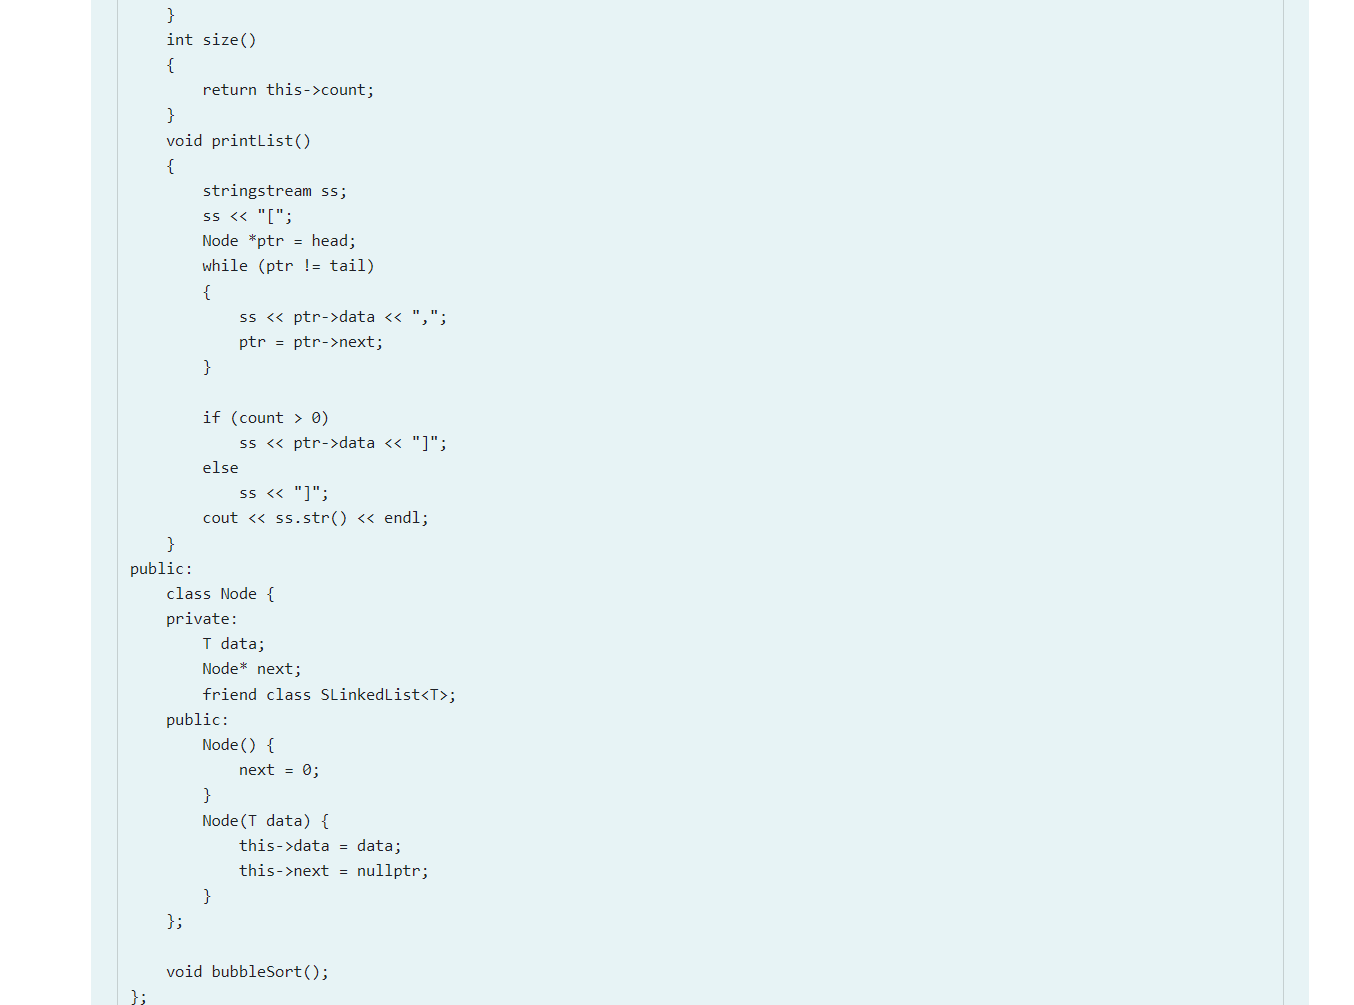 }
    int size()
    {
        return this->count;
    }
    void printList()
    {
        stringstream ss;
        ss << "[";
        Node *ptr = head;
        while (ptr != tail)
        {
            ss << ptr->data << ",";
            ptr = ptr->next;
        }

        if (count > 0)
            ss << ptr->data << "]";
        else
            ss << "]";
        cout << ss.str() << endl;
    }
public:
    class Node {
    private:
        T data;
        Node* next;
        friend class SLinkedList<T>;
    public:
        Node() {
            next = 0;
        }
        Node(T data) {
            this->data = data;
            this->next = nullptr;
        }
    };

    void bubbleSort();
};